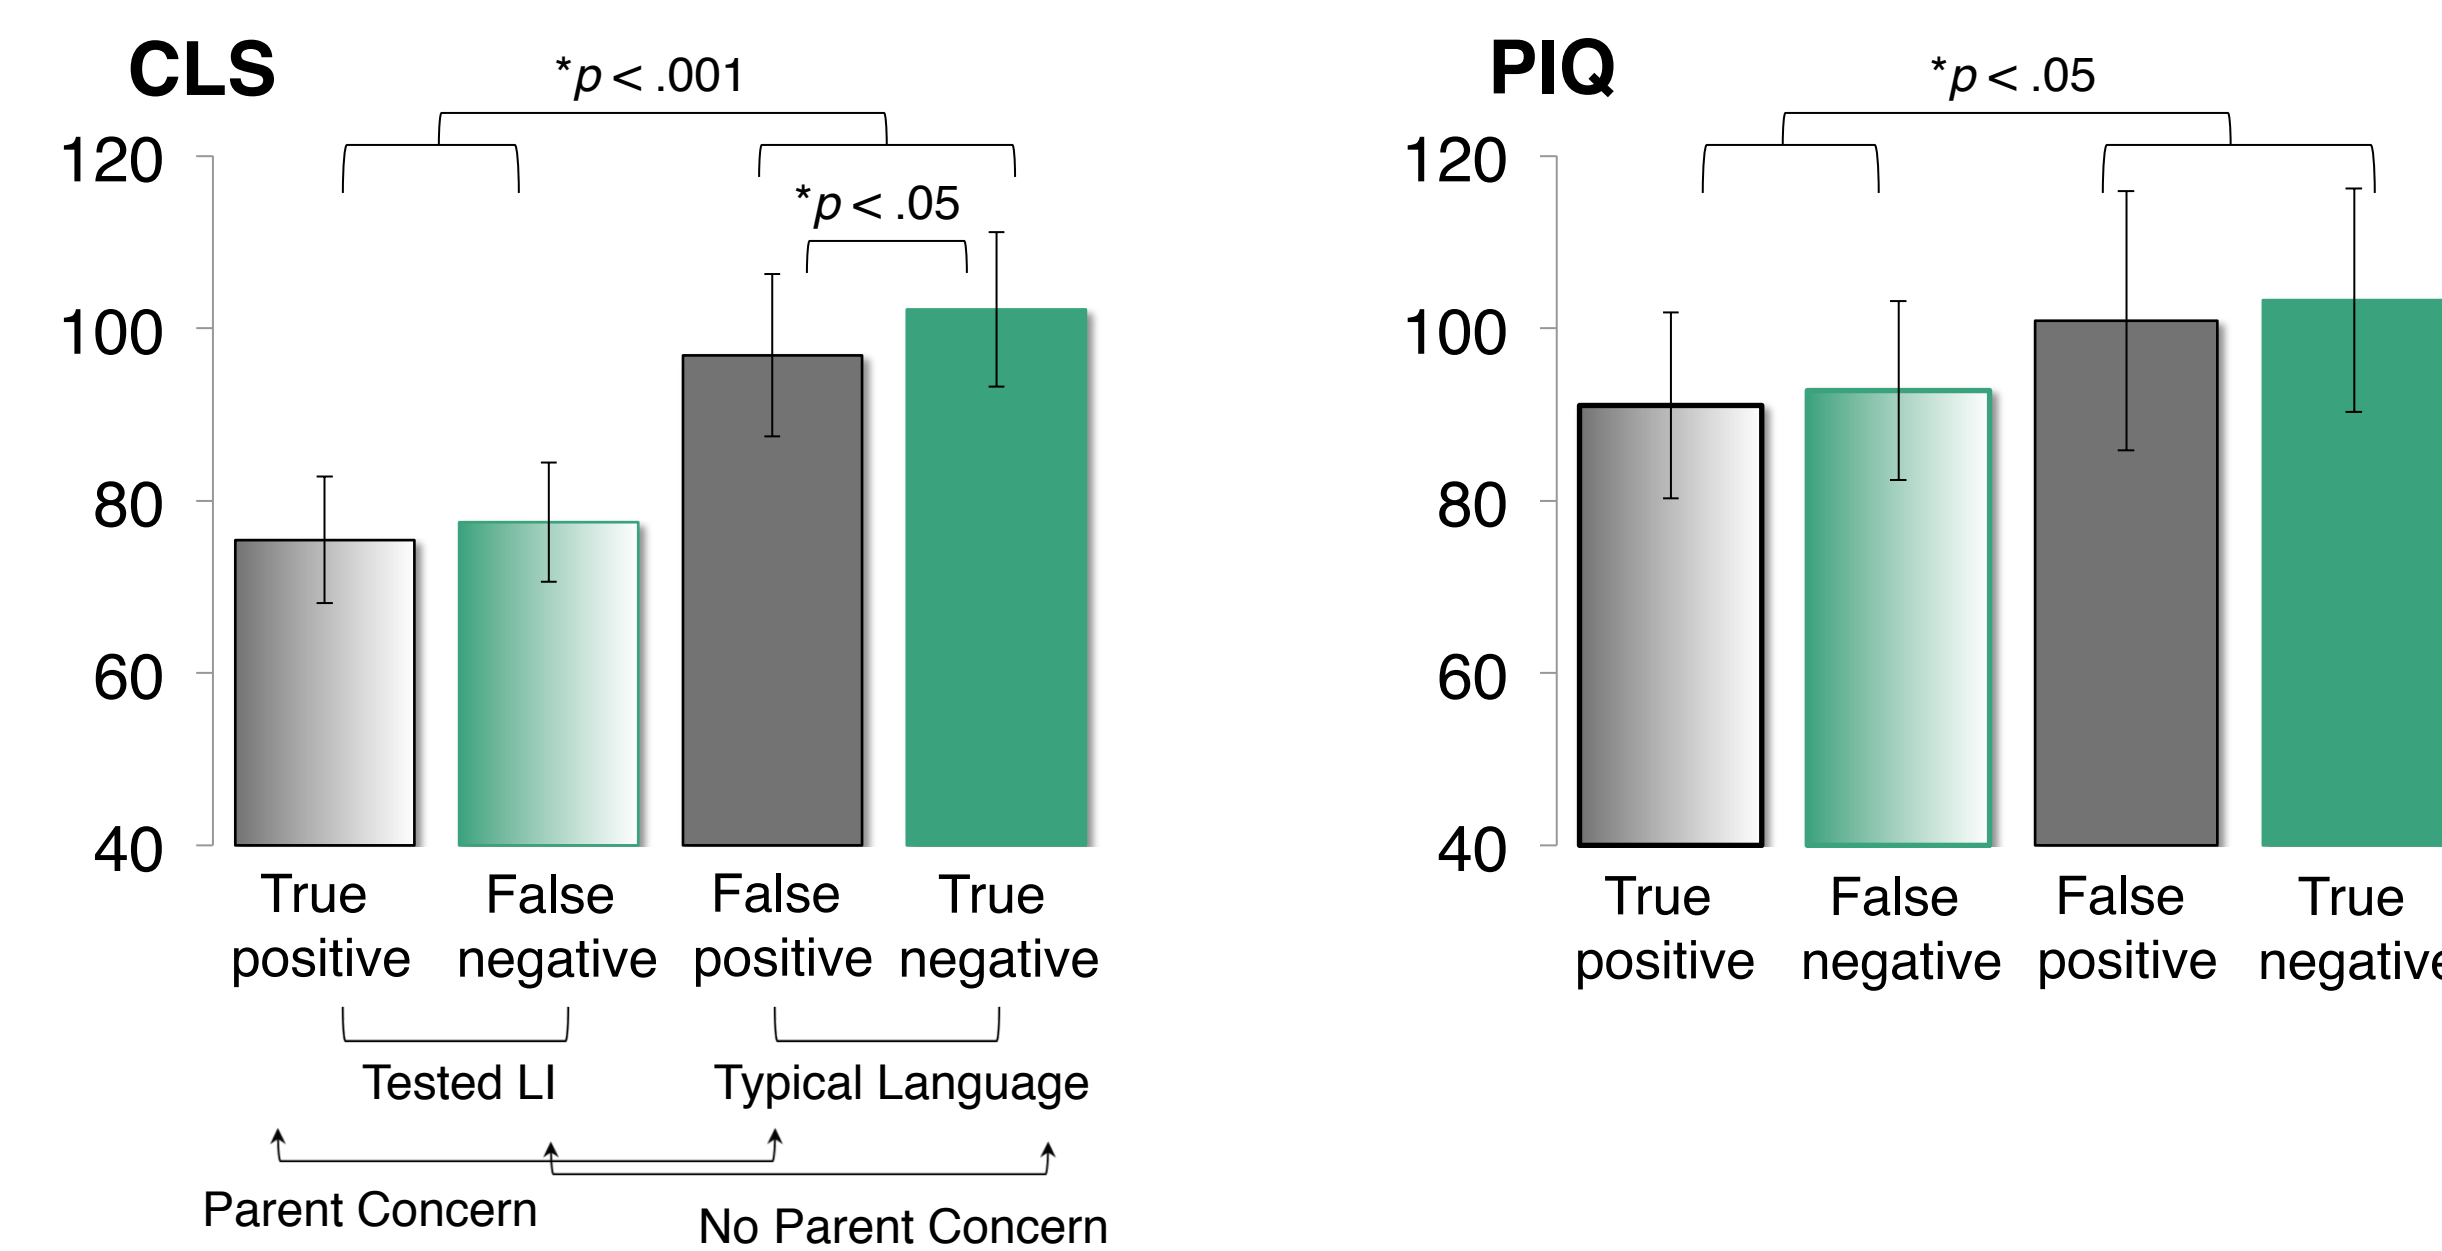 CLS
*p < .001
*p < .05
120
100
80
60
40
True positive
False negative
False positive
True negative
Tested LI
Typical Language
Parent Concern
No Parent Concern
PIQ
*p < .05
120
100
80
60
40
True positive
False negative
False positive
True negative